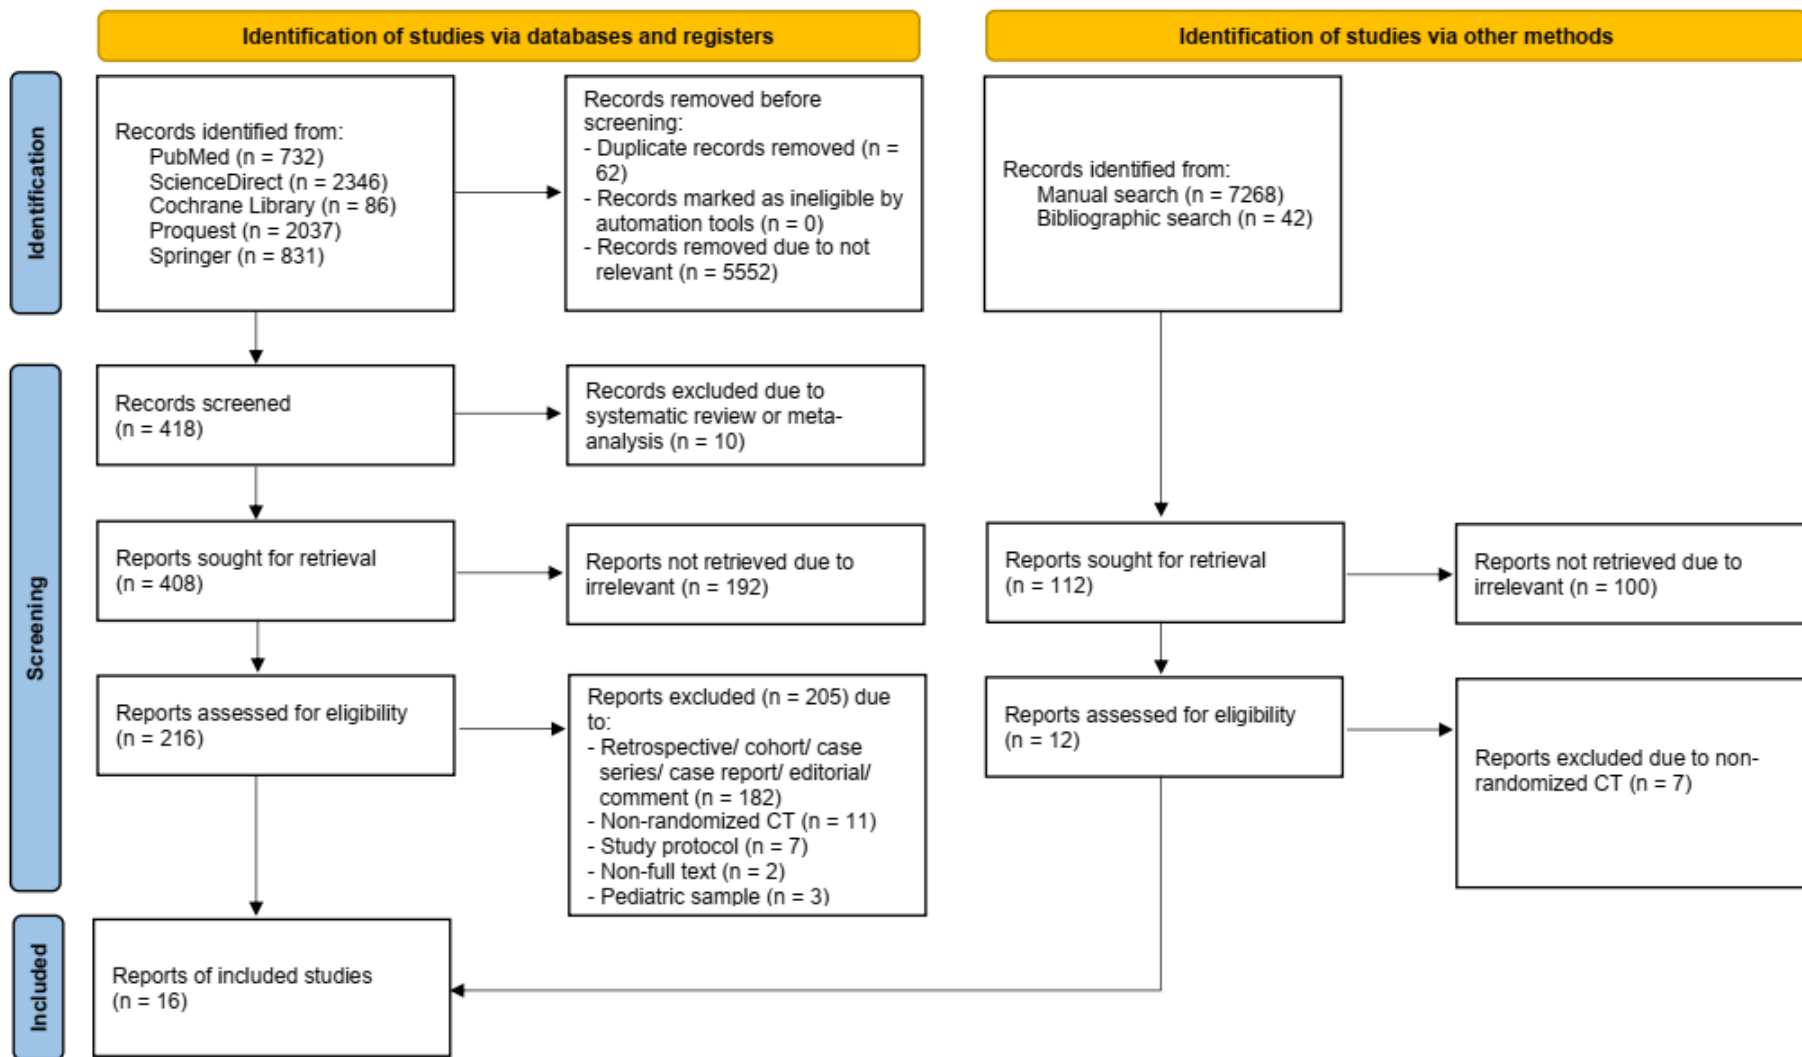 Identification of studies via databases and registers
Identification of studies via other methods
Identification
Records identified from:
PubMed (n = 732)
ScienceDirect (n = 2346)
Cochrane Library (n = 86)
Proquest (n = 2037)
Springer (n = 831)
Records removed before
screening:
- Duplicate records removed (n =
62)
- Records marked as ineligible by
automation tools (n = 0)
- Records removed due to not
relevant (n = 5552)
Records identified from:
Manual search (n = 7268)
Bibliographic search (n = 42)
Screening
Records screened
(n = 418)
Records excluded due to
systematic review or meta-
analysis (n = 10)
Reports sought for retrieval
(n = 408)
Reports not retrieved due to
irrelevant (n = 192)
Reports sought for retrieval
(n = 112)
Reports not retrieved due to
irrelevant (n = 100)
Reports assessed for eligibility
(n = 216)
Reports excluded (n = 205) due
to:
- Retrospective/ cohort/ case
series/ case report/ editorial/
comment (n = 182)
- Non-randomized CT (n = 11)
- Study protocol (n = 7)
- Non-full text (n = 2)
- Pediatric sample (n = 3)
Reports assessed for eligibility
(n = 12)
Reports excluded due to non-
randomized CT (n = 7)
Included
Reports of included studies
(n = 16)